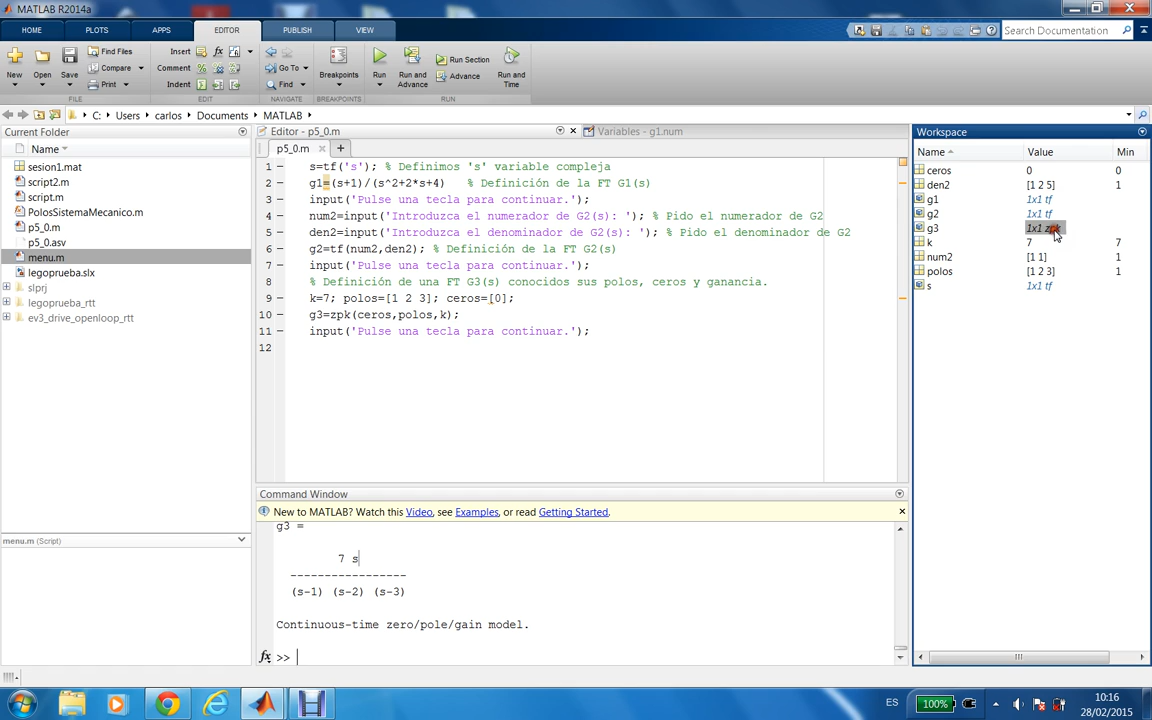 MATLAB R2014a
HOME PLOTS APPS EDITOR PUBLISH VIEW
Search Documentation
New Open Save
Find Files
Compare
Print
Insert fx
Comment
Indent
Go To
Find
Breakpoints
Run
Run and Advance
Run Section
Advance
Run and Time
FILE EDIT NAVIGATE BREAKPOINTS RUN
C: Users carlos Documents MATLAB
Current Folder
Name
sesion1.mat
script2.m
script.m
PolosSistemaMecanico.m
p5_0.m
p5_0.asv
menu.m
legoprueba.slx
slprj
legoprueba_rtt
ev3_drive_openloop_rtt
menu.m (Script)
Editor - p5_0.m
Variables - g1.num
p5_0.m
1 s=tf('s'); % Definimos 's' variable compleja
2 g1=(s+1)/(s^2+2*s+4) % Definición de la FT G1(s)
3 input('Pulse una tecla para continuar.');
4 num2=input('Introduzca el numerador de G2(s): '); % Pido el numerador de G2
5 den2=input('Introduzca el denominador de G2(s): '); % Pido el denominador de G2
6 g2=tf(num2,den2); % Definición de la FT G2(s)
7 input('Pulse una tecla para continuar.');
8 % Definición de una FT G3(s) conocidos sus polos, ceros y ganancia.
9 k=7; polos=[1 2 3]; ceros=[0];
10 g3=zpk(ceros,polos,k);
11 input('Pulse una tecla para continuar.');
12
Command Window
New to MATLAB? Watch this Video, see Examples, or read Getting Started.
g3 =
7 s
-----------------
(s-1) (s-2) (s-3)
Continuous-time zero/pole/gain model.
fx >>
Workspace
Name Value Min
ceros 0 0
den2 [1 2 5] 1
g1 1x1 tf
g2 1x1 tf
g3 1x1 zpk
k 7 7
num2 [1 1] 1
polos [1 2 3] 1
s 1x1 tf
ES 100% 10:16
28/02/2015